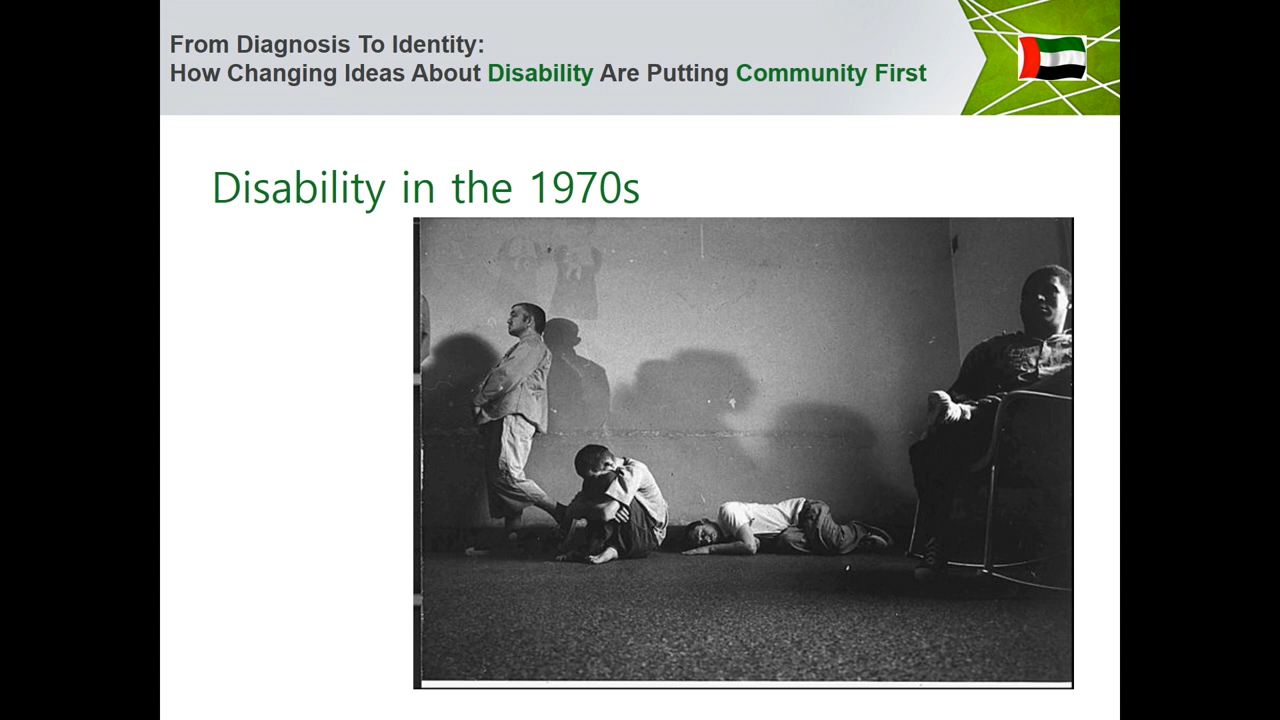 From Diagnosis To Identity:
How Changing Ideas About Disability Are Putting Community First
Disability in the 1970s